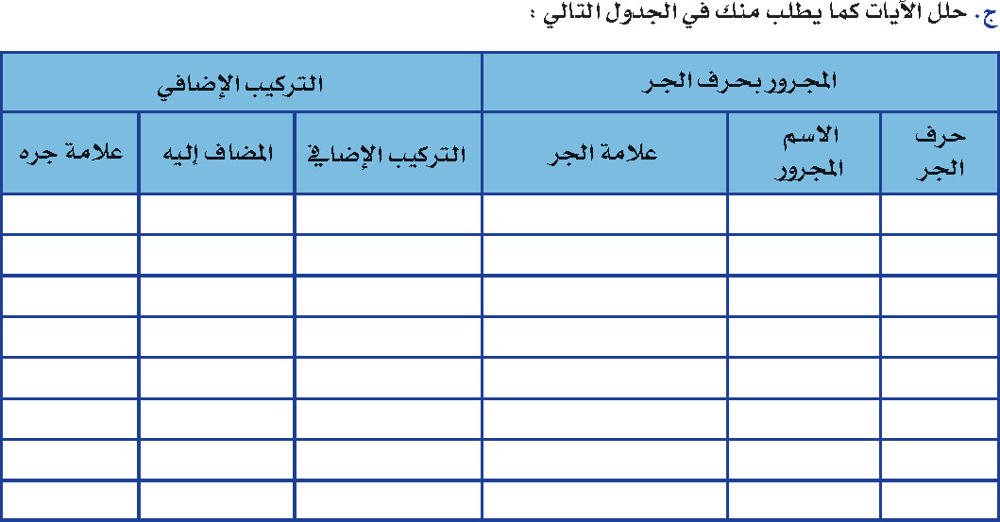 ج. حلل الآيات كما يطلب منك في الجدول التالي :
المجرور بحرف الجر
التركيب الإضافي
حرف الجر
الاسم المجرور
علامة الجر
التركيب الإضافي
المضاف إليه
علامة جره